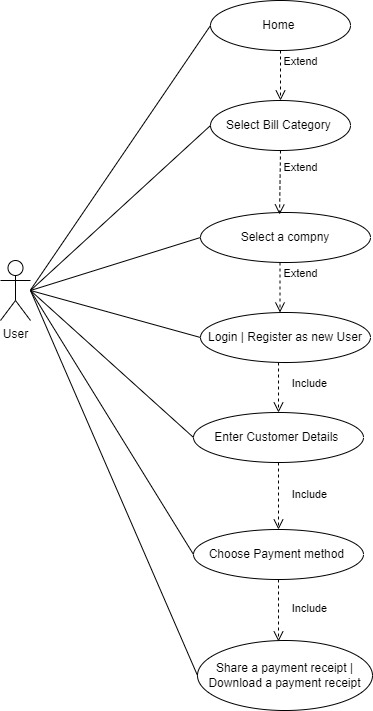 Home
Extend
Select Bill Category
Extend
Select a compny
Extend
User
Login | Register as new User
Include
Enter Customer Details
Include
Choose Payment method
Include
Share a payment receipt |
Download a payment receipt